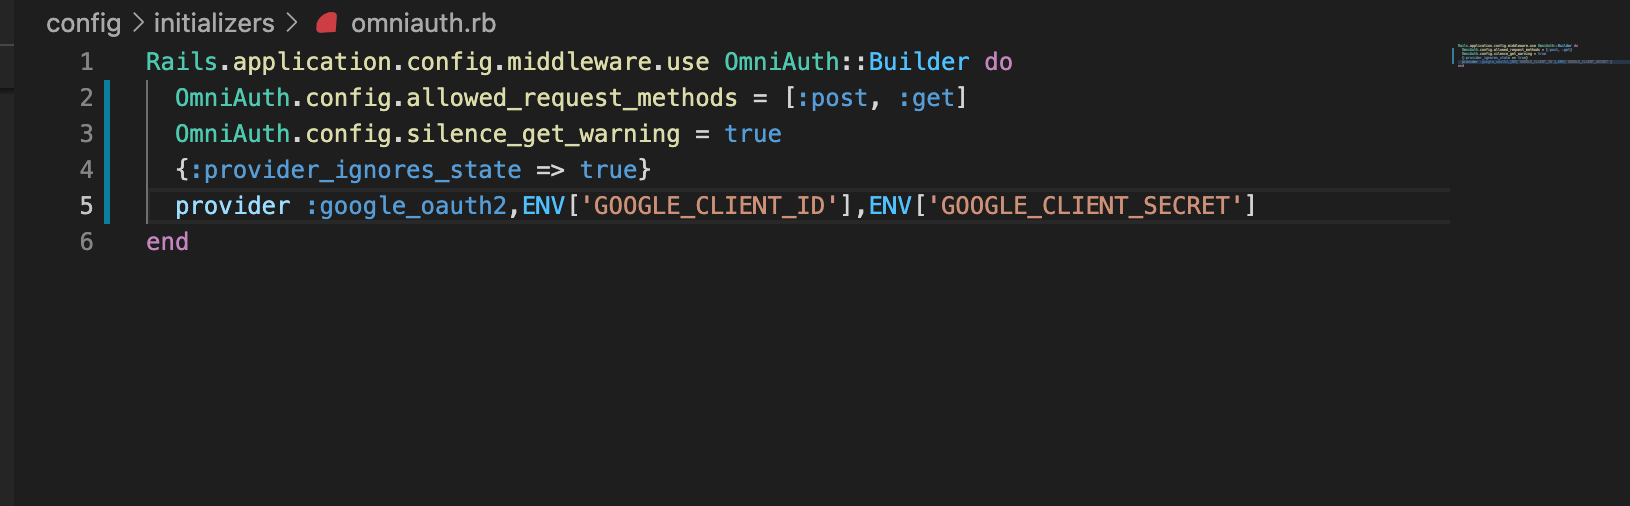 config > initializers > omniauth.rb
1 Rails.application.config.middleware.use OmniAuth::Builder do
2 OmniAuth.config.allowed_request_methods = [:post, :get]
3 OmniAuth.config.silence_get_warning = true
4 {:provider_ignores_state => true}
5 provider :google_oauth2,ENV['GOOGLE_CLIENT_ID'],ENV['GOOGLE_CLIENT_SECRET']
6 end